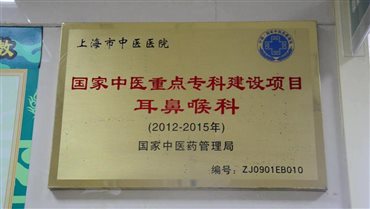 上海市中医医院
国家中医重点专科建设项目
耳鼻喉科
(2012-2015年)
国家中医药管理局
编号：ZJ0901EB010